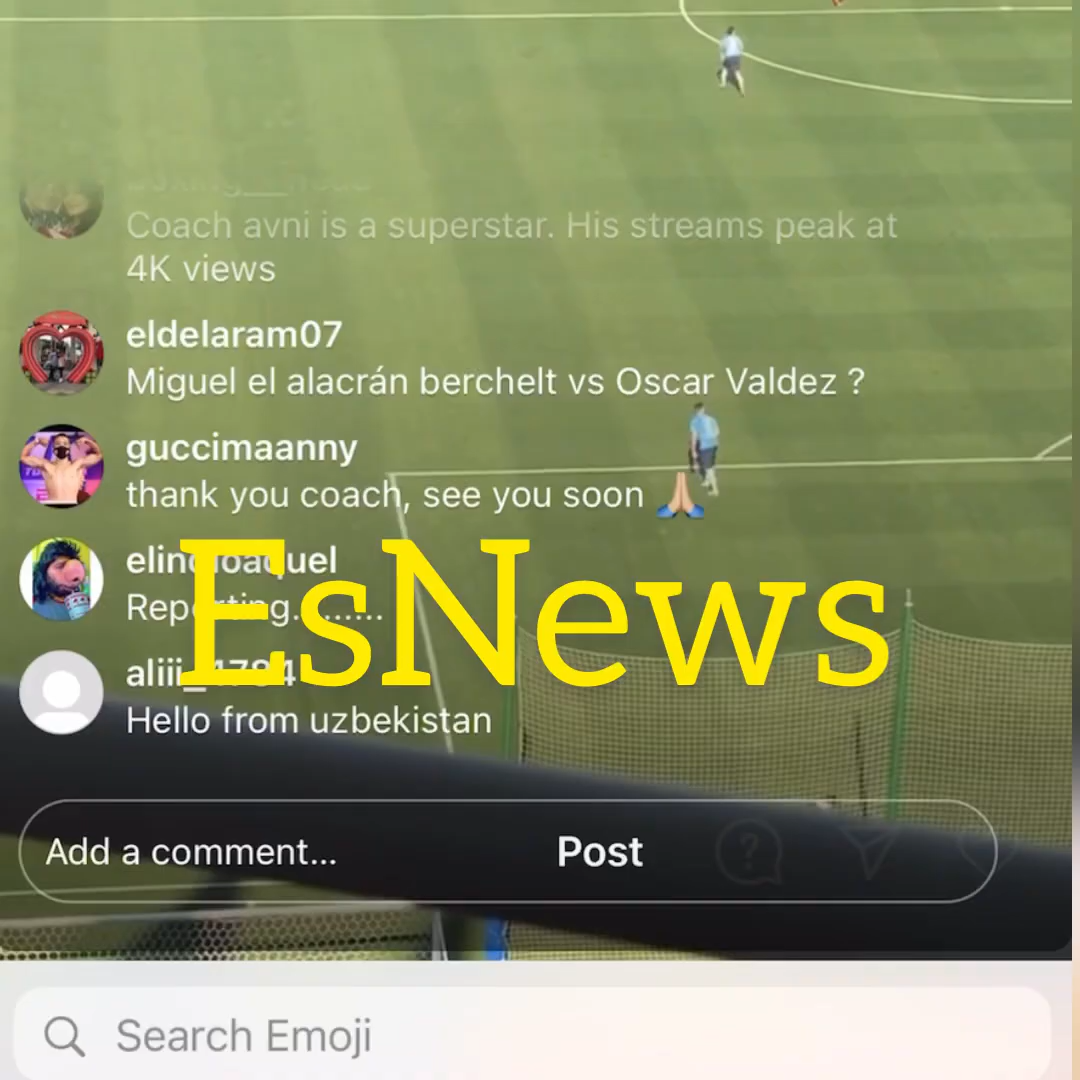 Coach avni is a superstar. His streams peak at
4K views
eldelaram07
Miguel el alacrán berchelt vs Oscar Valdez ?
guccimaanny
thank you coach, see you soon 🙏🏼
Reporting.........
EsNews
Hello from uzbekistan
Add a comment...
Post
Search Emoji